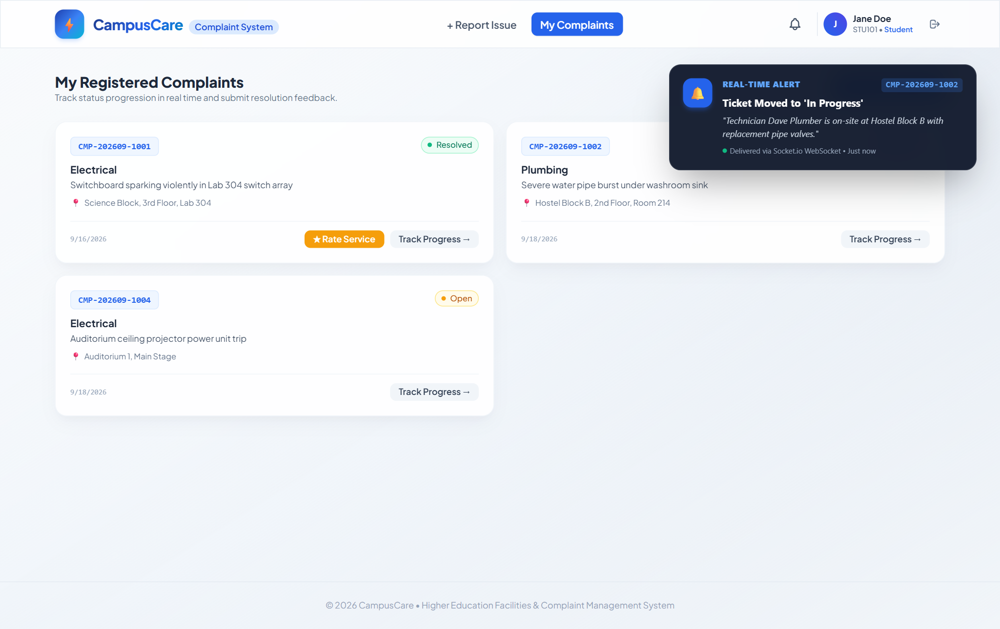 CampusCare Complaint System
+ Report Issue
My Complaints
J
Jane Doe
STU101 • Student
My Registered Complaints
Track status progression in real time and submit resolution feedback.
REAL-TIME ALERT
CMP-202609-1002
Ticket Moved to 'In Progress'
"Technician Dave Plumber is on-site at Hostel Block B with
replacement pipe valves."
Delivered via Socket.io WebSocket • Just now
CMP-202609-1001
Resolved
Electrical
Switchboard sparking violently in Lab 304 switch array
Science Block, 3rd Floor, Lab 304
9/16/2026
★ Rate Service
Track Progress →
CMP-202609-1002
Plumbing
Severe water pipe burst under washroom sink
Hostel Block B, 2nd Floor, Room 214
9/18/2026
Track Progress →
CMP-202609-1004
Open
Electrical
Auditorium ceiling projector power unit trip
Auditorium 1, Main Stage
9/18/2026
Track Progress →
© 2026 CampusCare • Higher Education Facilities & Complaint Management System